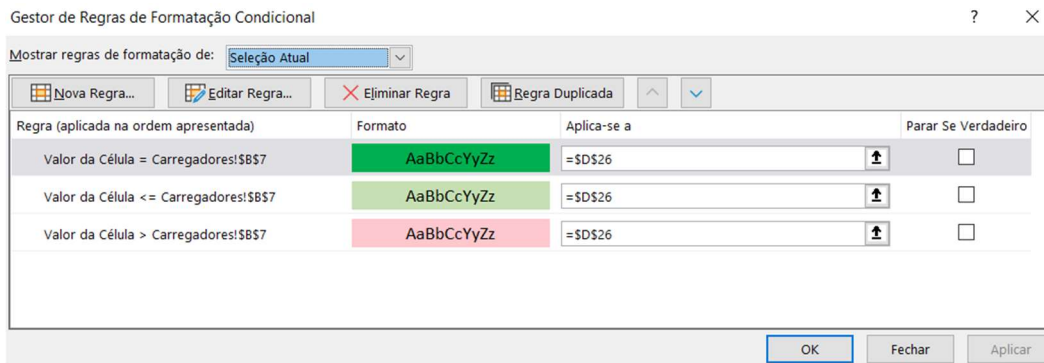 Gestor de Regras de Formatação Condicional ?
Mostrar regras de formatação de: Seleção Atual
Nova Regra... Editar Regra... Eliminar Regra Regra Duplicada
Regra (aplicada na ordem apresentada) Formato Aplica-se a Parar Se Verdadeiro
Valor da Célula = Carregadores!$B$7 AaBbCcYyZz =$D$26
Valor da Célula <= Carregadores!$B$7 AaBbCcYyZz =$D$26
Valor da Célula > Carregadores!$B$7 AaBbCcYyZz =$D$26
OK Fechar Aplicar